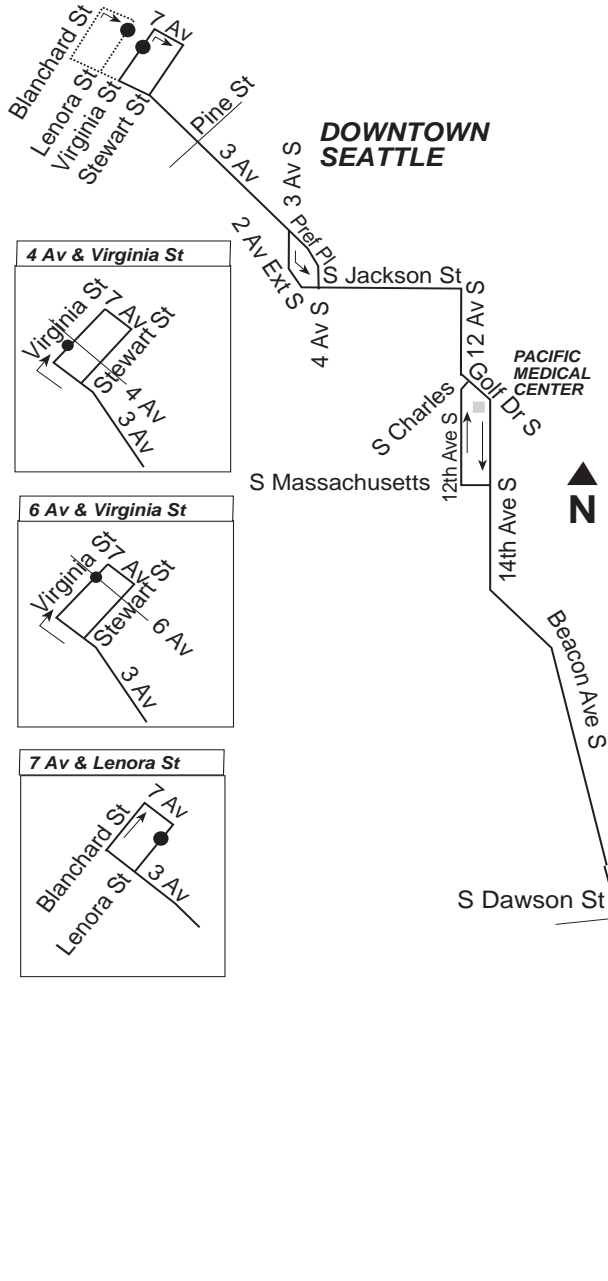 Blanchard St
Lenora St
Virginia St
Stewart St
7 Av
Pine St
3 Av
DOWNTOWN
SEATTLE
3 Av S
Pref Pl
2 Av Ext S
4 Av S
S Jackson St
12 Av S
PACIFIC
MEDICAL
CENTER
Golf Dr S
S Charles
12th Ave S
S Massachusetts
14th Ave S
N
Beacon Ave S
S Dawson St
4 Av & Virginia St
Virginia St
7 Av
Stewart St
4 Av
3 Av
6 Av & Virginia St
Virginia St
7 Av
Stewart St
6 Av
3 Av
7 Av & Lenora St
7 Av
Blanchard St
Lenora St
3 Av